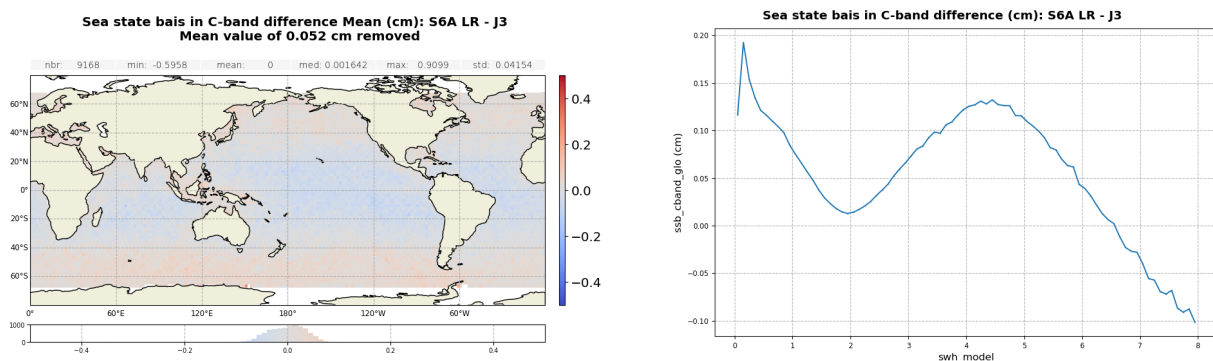 Sea state bais in C-band difference Mean (cm): S6A LR - J3
Mean value of 0.052 cm removed
nbr: 9168 min: -0.5958 mean: 0 med: 0.001642 max: 0.9099 std: 0.04154
60°N
40°N
20°N
0°
20°S
40°S
60°S
0° 60°E 120°E 180° 120°W 60°W
0.4
0.2
0.0
−0.2
−0.4
1000
0
−0.4 −0.2 0.0 0.2 0.4
Sea state bais in C-band difference (cm): S6A LR - J3
0.20
0.15
0.10
0.05
0.00
−0.05
−0.10
ssb_cband_glo (cm)
0 1 2 3 4 5 6 7 8
swh_model